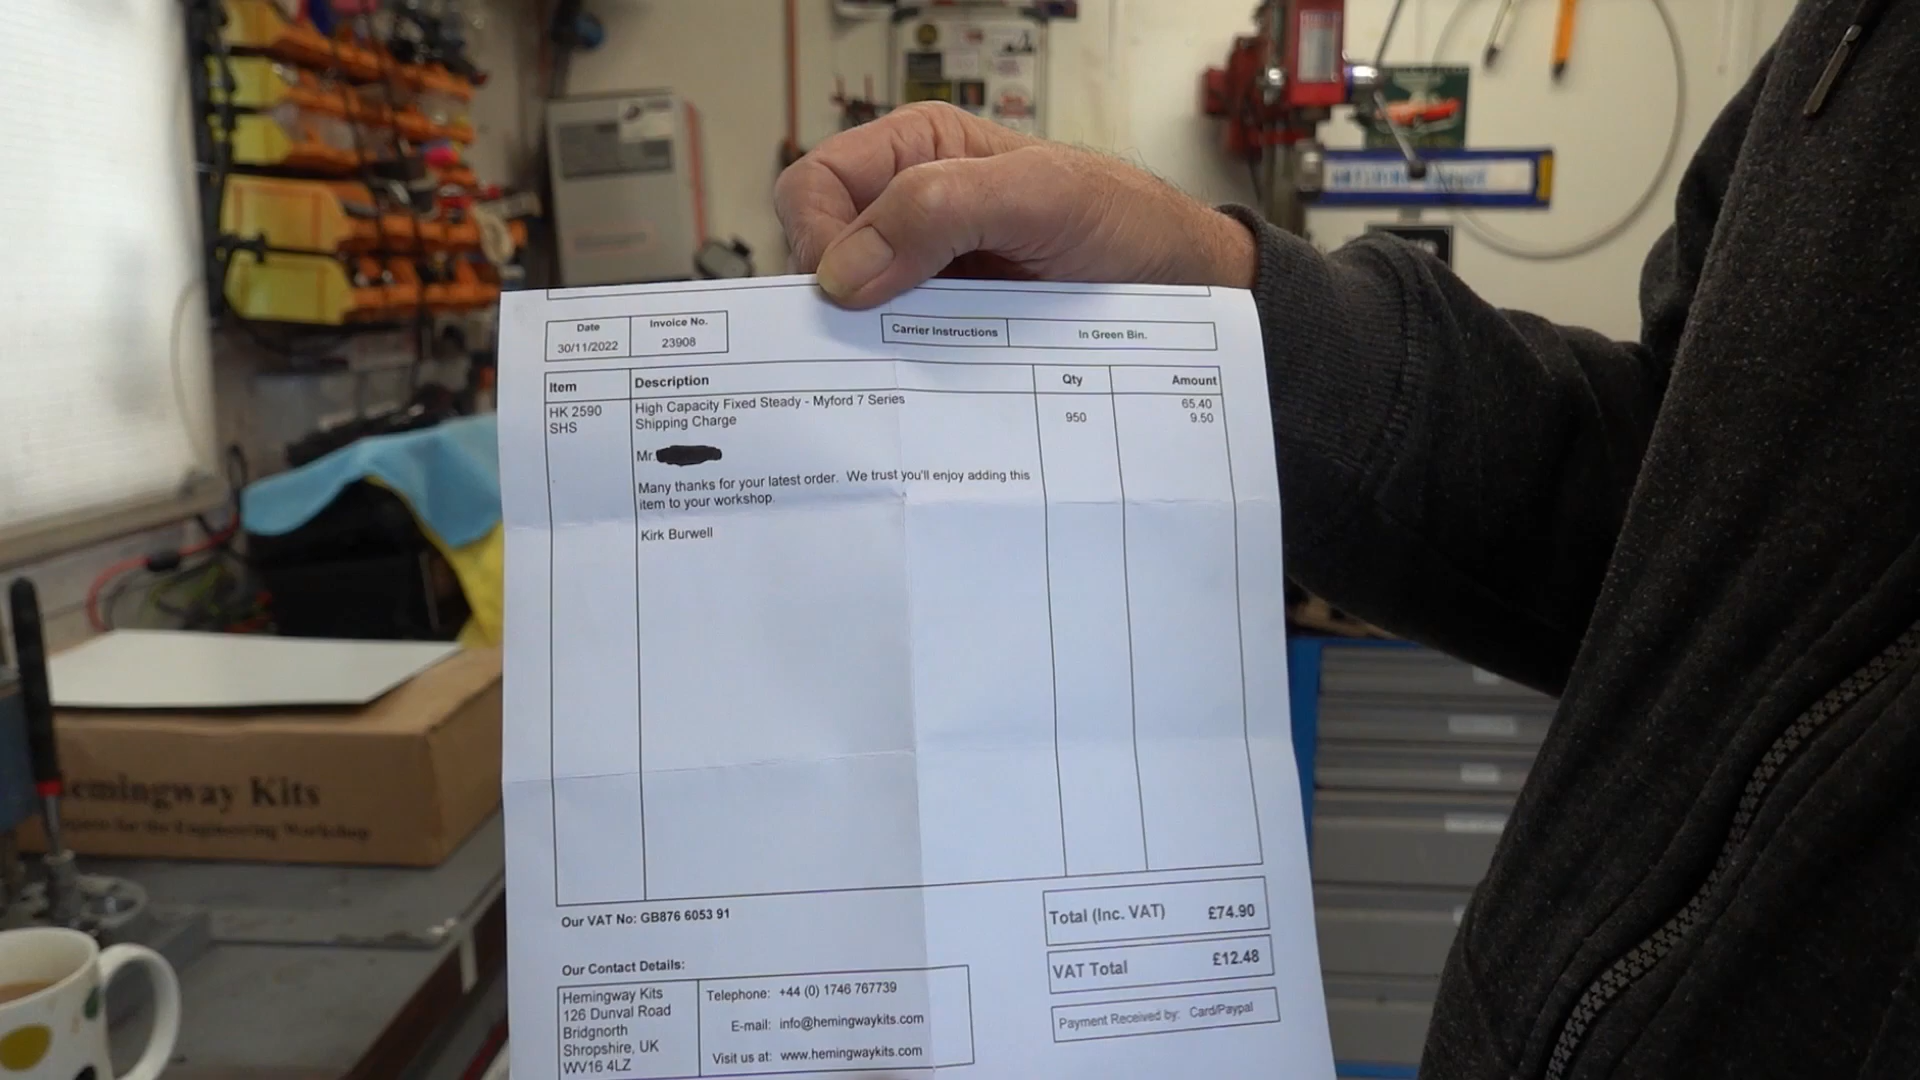 Date
Invoice No.
30/11/2022
23908
Carrier Instructions
In Green Bin.
Item
Description
Qty
Amount
HK 2590
High Capacity Fixed Steady - Myford 7 Series
65.40
SHS
Shipping Charge
950
9.50
Mr.
Many thanks for your latest order. We trust you'll enjoy adding this
item to your workshop.
Kirk Burwell
Our VAT No: GB876 6053 91
Total (Inc. VAT) £74.90
VAT Total £12.48
Payment Received by: Card/Paypal
Our Contact Details:
Hemingway Kits
126 Dunval Road
Bridgnorth
Shropshire, UK
WV16 4LZ
Telephone: +44 (0) 1746 767739
E-mail: info@hemingwaykits.com
Visit us at: www.hemingwaykits.com
emingway Kits
for the Engineering Workshop